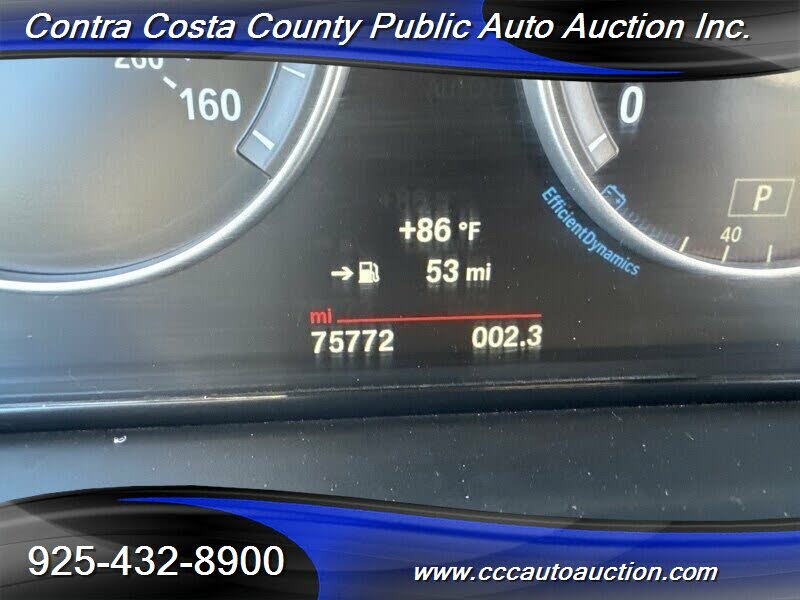 Contra Costa County Public Auto Auction Inc.
260
160
0
P
40
EfficientDynamics
+86 °F
53 mi
mi
75772 002.3
925-432-8900
www.cccautoauction.com